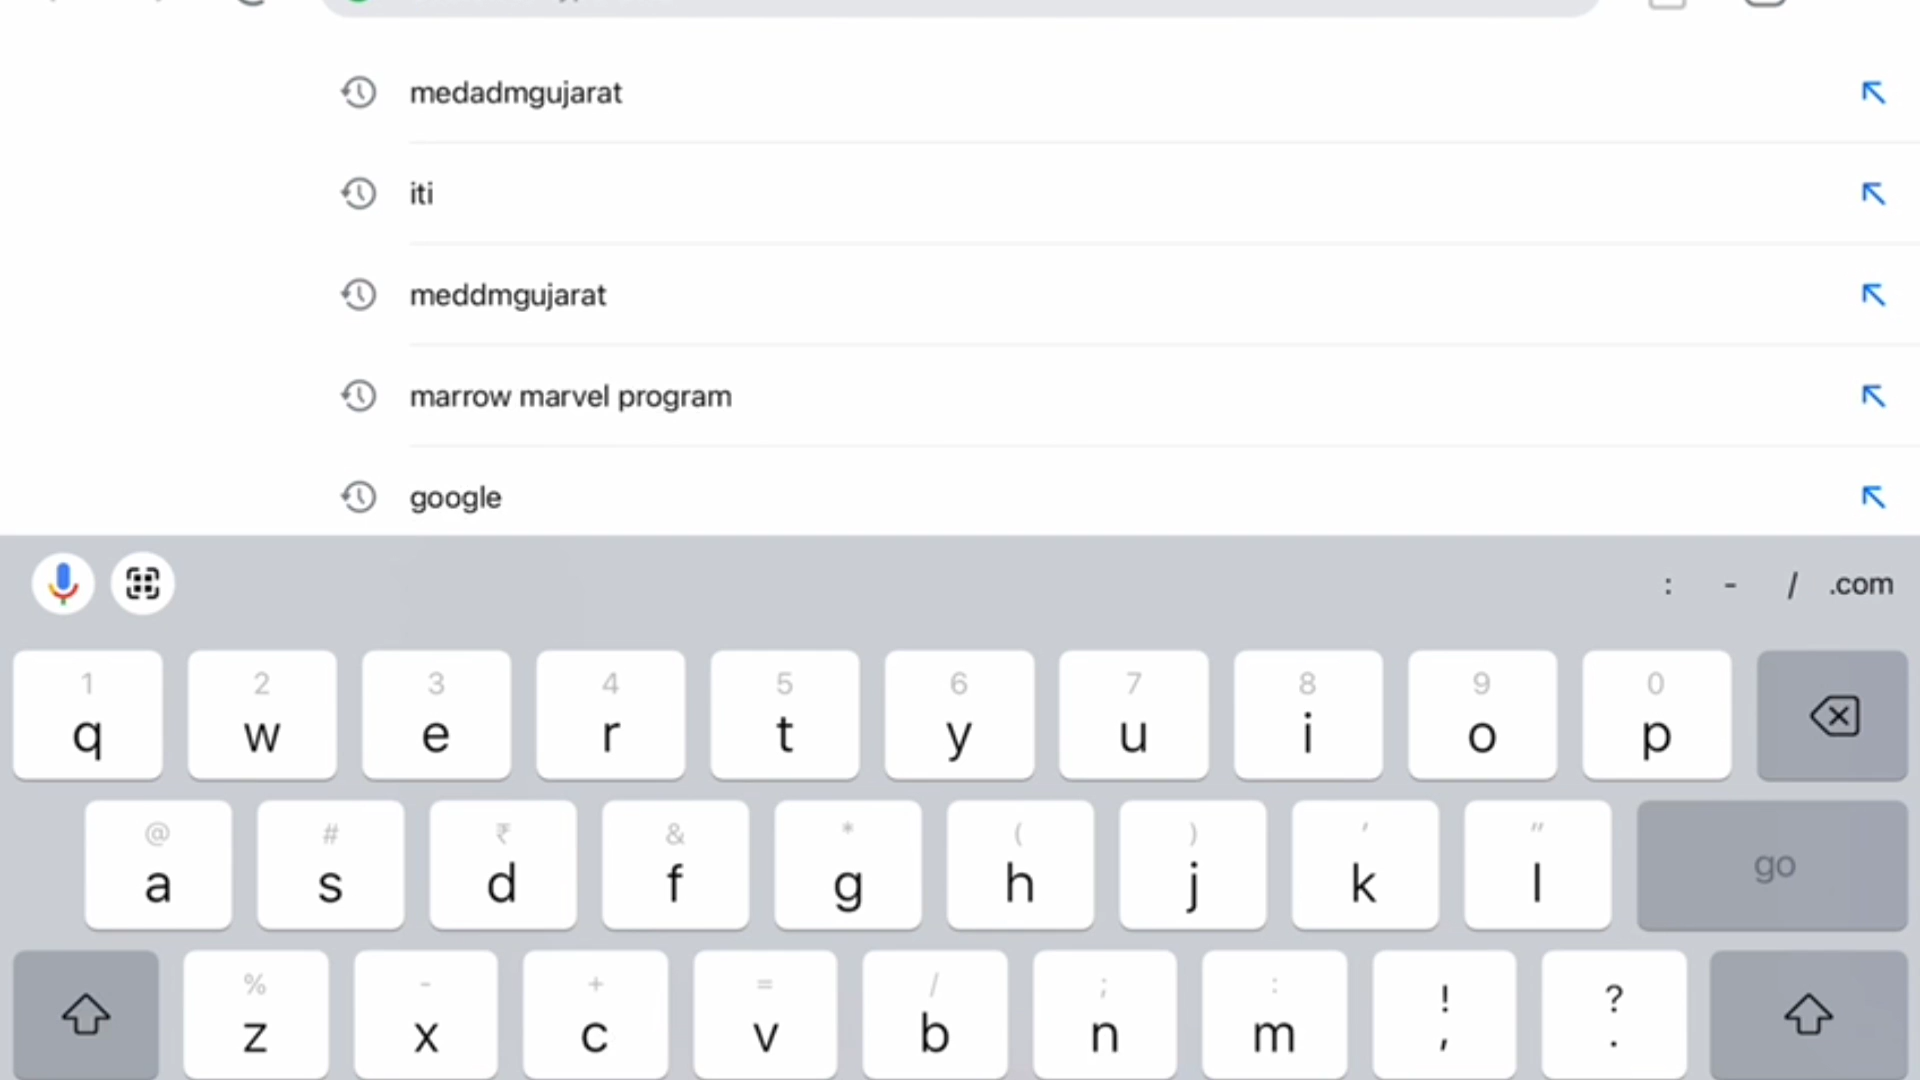 medadmgujarat
iti
meddmgujarat
marrow marvel program
google
: - / .com
1 2 3 4 5 6 7 8 9 0
q w e r t y u i o p
@ # ₹ & * ( ) ' "
a s d f g h j k l go
% - + = / ; : ! ?
z x c v b n m , .